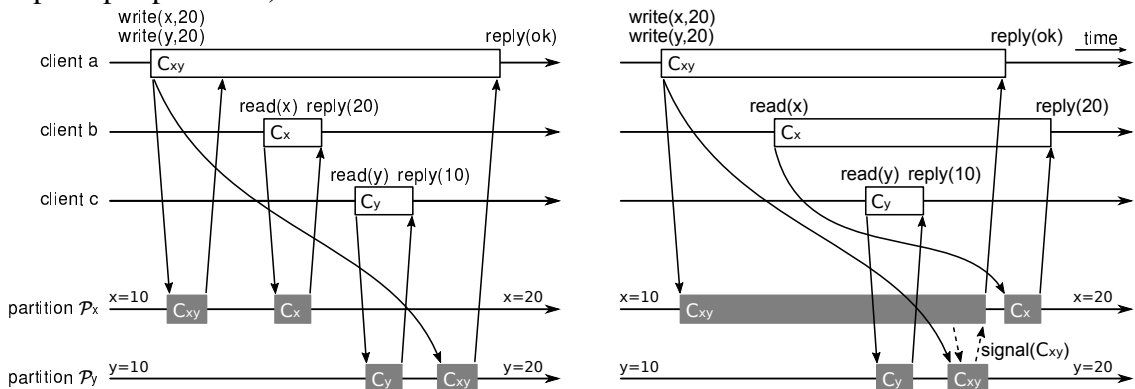 write(x,20)
write(y,20)
reply(ok)
client a
Cxy
read(x) reply(20)
client b
Cx
read(y) reply(10)
client c
Cy
partition Px
x=10
Cxy
Cx
x=20
partition Py
y=10
Cy
Cxy
y=20
write(x,20)
write(y,20)
reply(ok)
time
Cxy
read(x)
reply(20)
Cx
read(y) reply(10)
Cy
x=10
Cxy
Cx
x=20
signal(Cxy)
y=10
Cy
Cxy
y=20